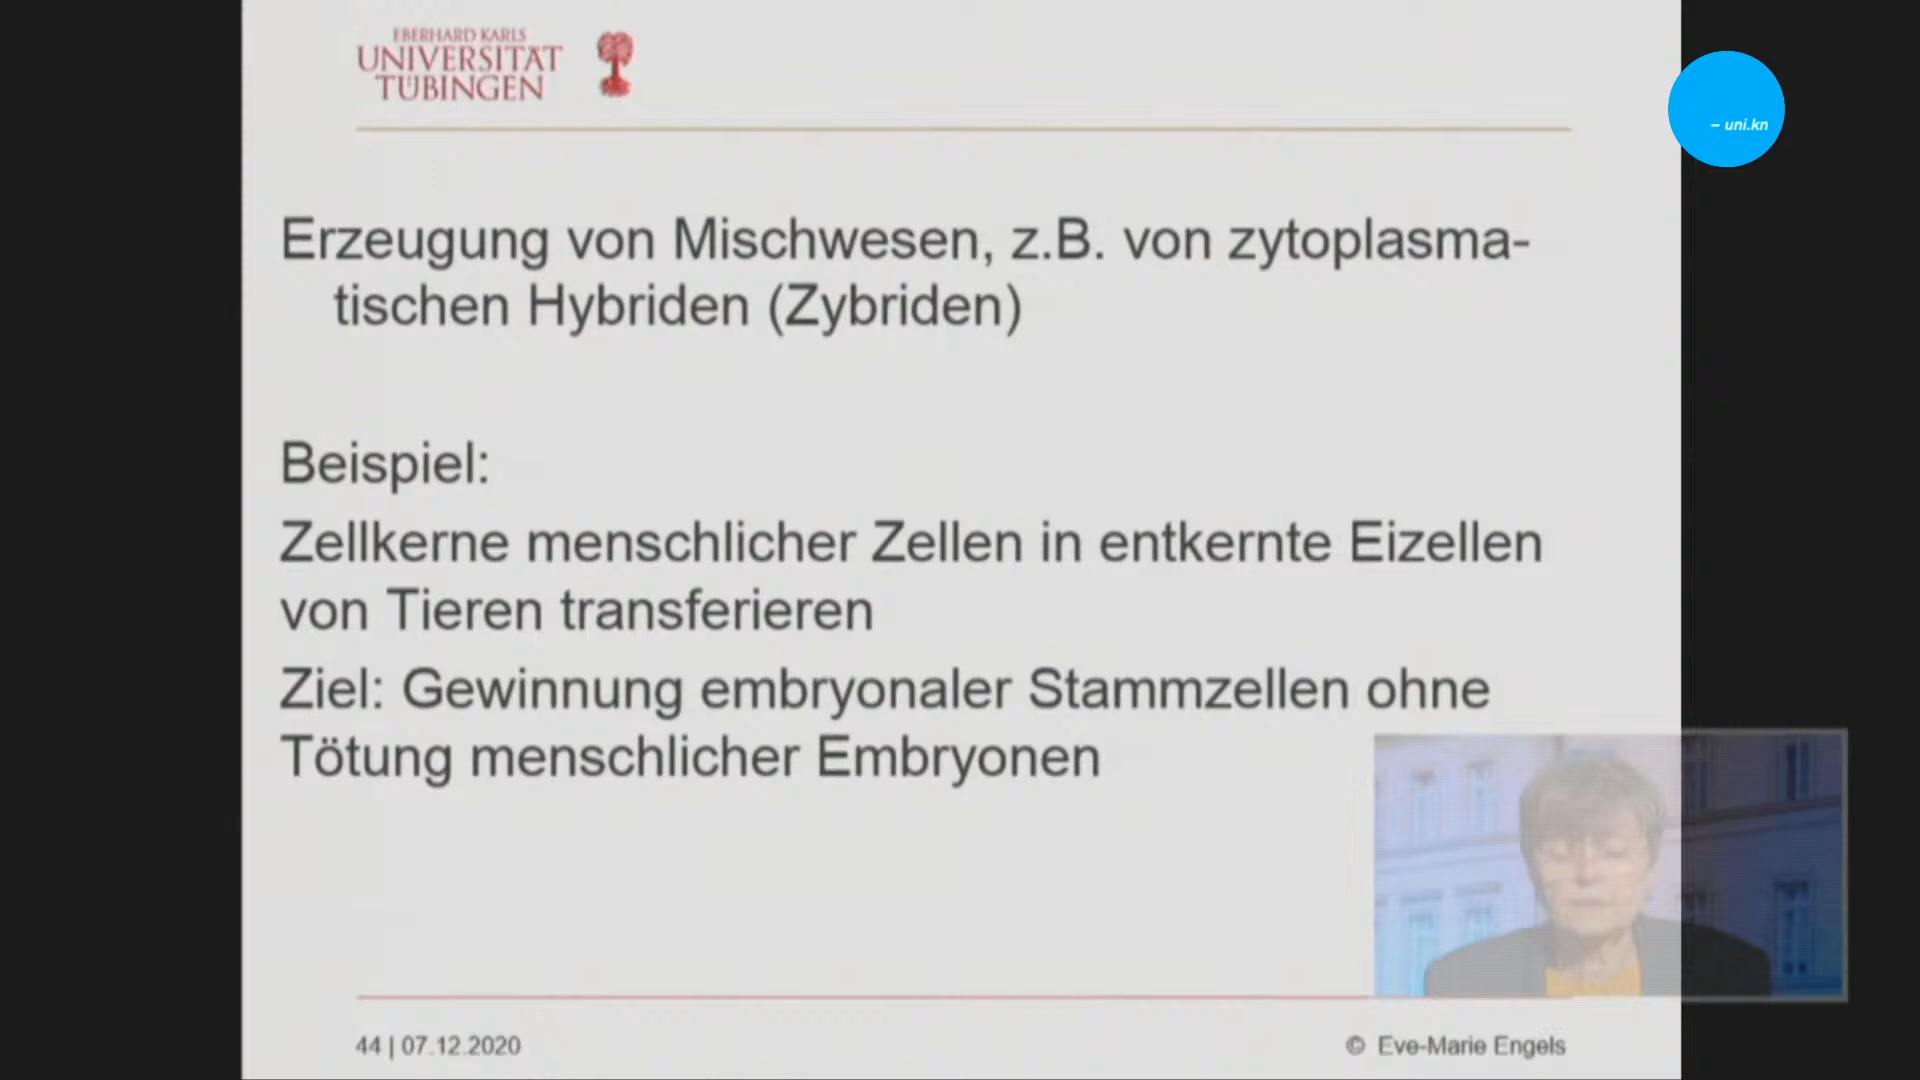 EBERHARD KARLS
UNIVERSITÄT
TÜBINGEN
– uni.kn
Erzeugung von Mischwesen, z.B. von zytoplasma-
tischen Hybriden (Zybriden)
Beispiel:
Zellkerne menschlicher Zellen in entkernte Eizellen
von Tieren transferieren
Ziel: Gewinnung embryonaler Stammzellen ohne
Tötung menschlicher Embryonen
44 | 07.12.2020
© Eve-Marie Engels